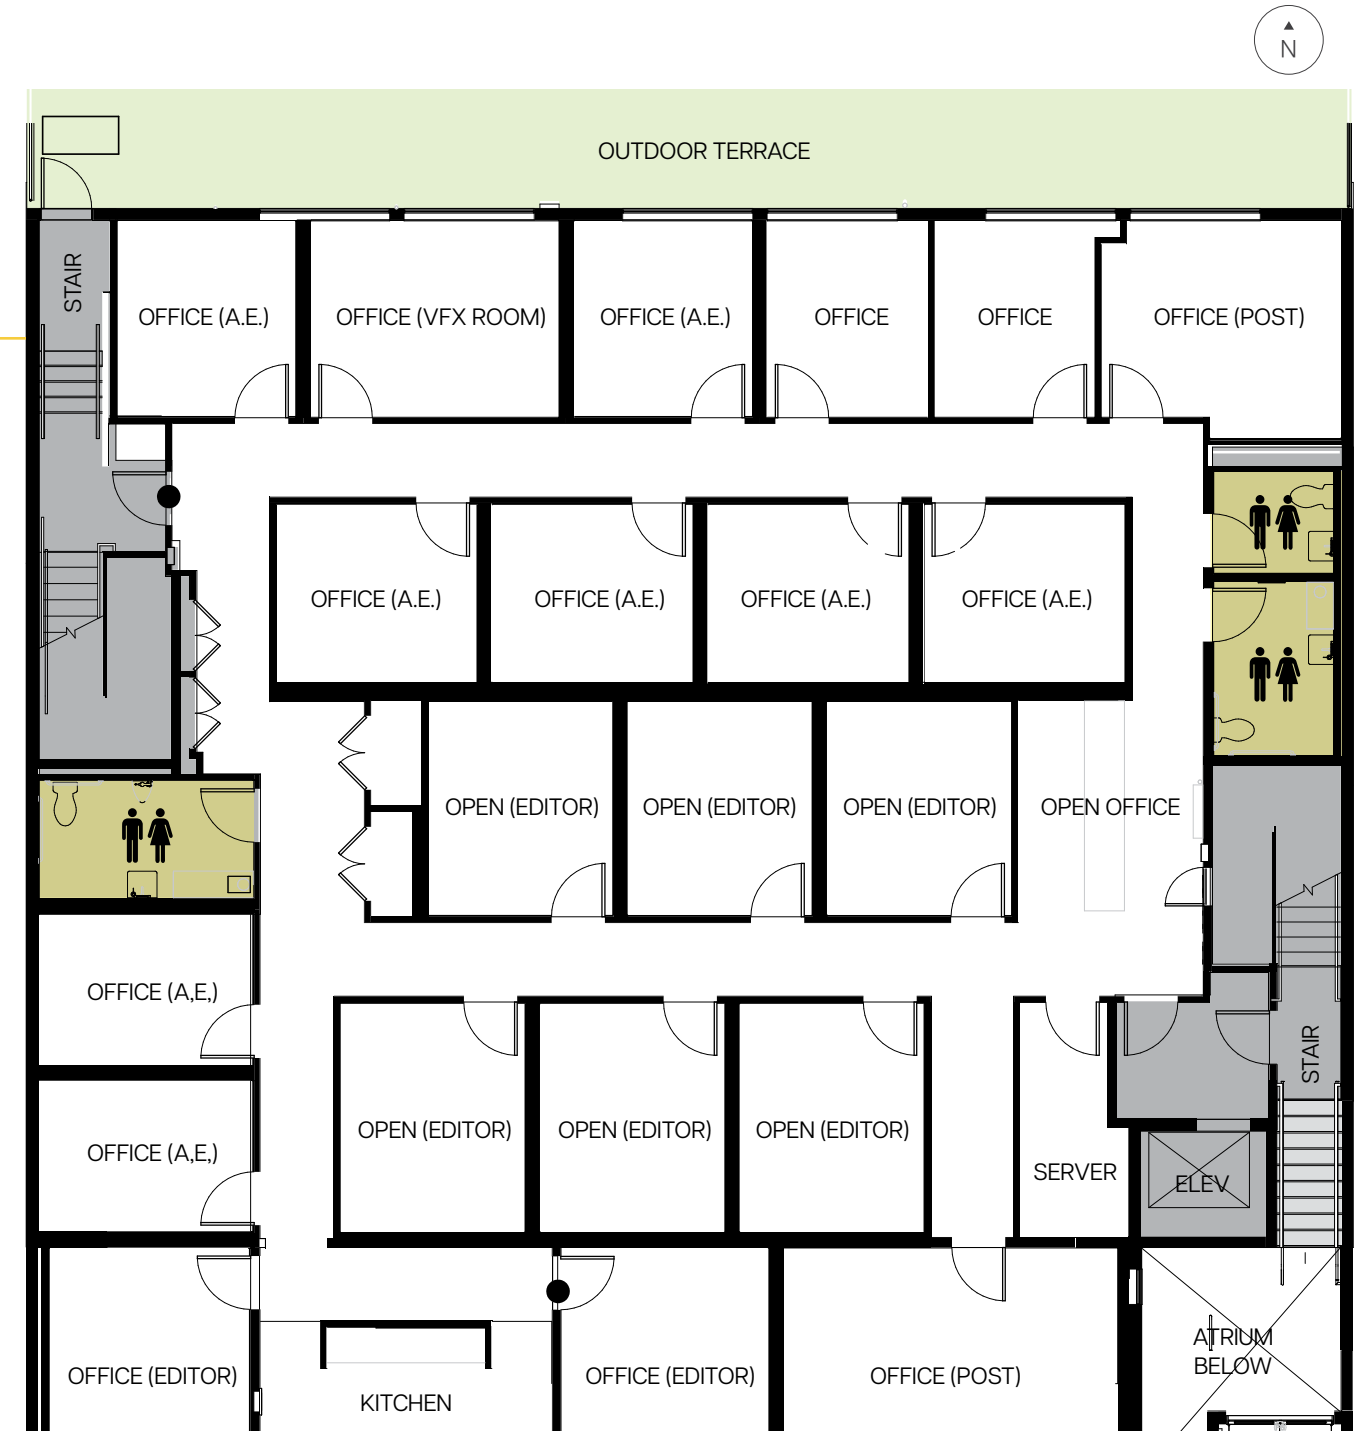 N
OUTDOOR TERRACE
STAIR
OFFICE (A.E.)
OFFICE (VFX ROOM)
OFFICE (A.E.)
OFFICE
OFFICE
OFFICE (POST)
OFFICE (A.E.)
OFFICE (A.E.)
OFFICE (A.E.)
OFFICE (A.E.)
OPEN (EDITOR)
OPEN (EDITOR)
OPEN (EDITOR)
OPEN OFFICE
OFFICE (A,E,)
STAIR
OPEN (EDITOR)
OPEN (EDITOR)
OPEN (EDITOR)
OFFICE (A,E,)
SERVER
ELEV
ATRIUM
BELOW
OFFICE (EDITOR)
KITCHEN
OFFICE (EDITOR)
OFFICE (POST)